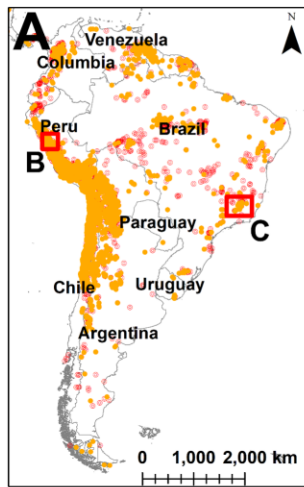 A
Venezuela
Columbia
Peru
Brazil
B
Paraguay
C
Chile
Uruguay
Argentina
0 1,000 2,000 km
N